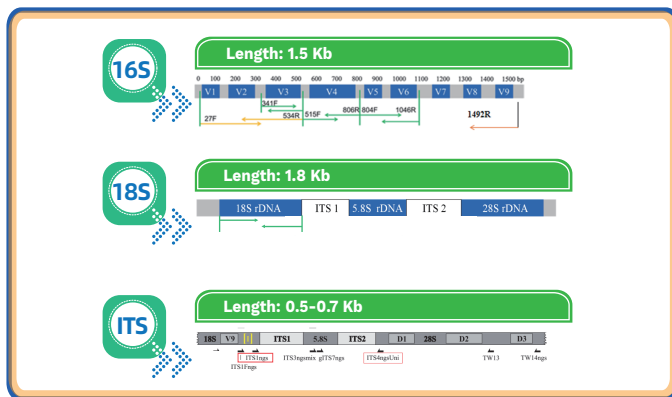 16S
Length: 1.5 Kb
0 100 200 300 400 500 600 700 800 900 1000 1100 1200 1300 1400 1500 bp
V1 V2 V3 V4 V5 V6 V7 V8 V9
341F
27F 534R 515F 806R 804F 1046R 1492R
18S
Length: 1.8 Kb
18S rDNA ITS 1 5.8S rDNA ITS 2 28S rDNA
ITS
Length: 0.5-0.7 Kb
18S V9 I ITS1 5.8S ITS2 D1 28S D2 D3
ITS1ngs ITS3ngsmix gITS7ngs ITS4ngsUni TW13 TW14ngs
ITS1Fngs